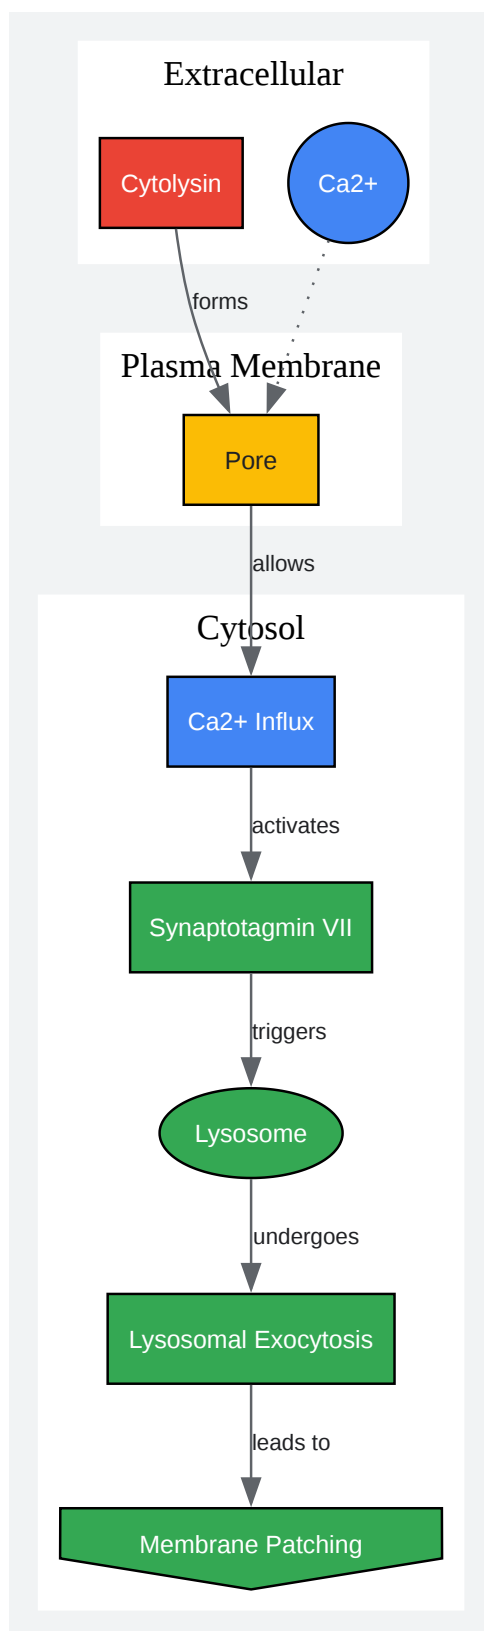 Extracellular
Cytolysin
Ca2+
forms
Plasma Membrane
Pore
allows
Cytosol
Ca2+ Influx
activates
Synaptotagmin VII
triggers
Lysosome
undergoes
Lysosomal Exocytosis
leads to
Membrane Patching